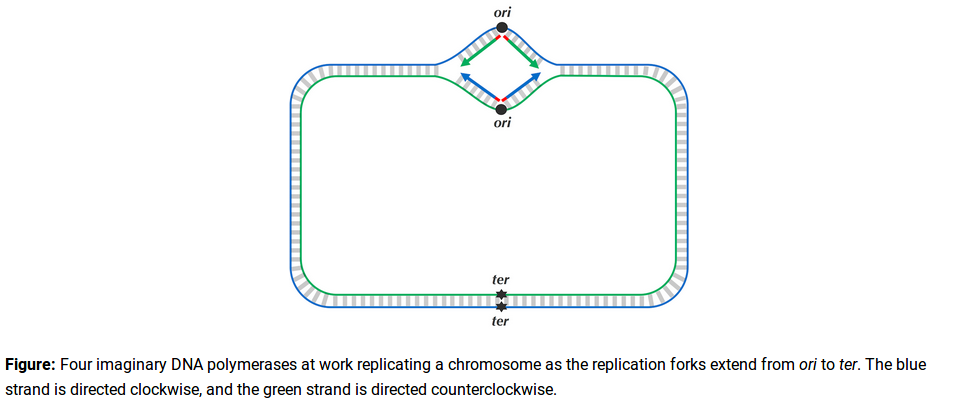 ori
ori
ter
ter
Figure: Four imaginary DNA polymerases at work replicating a chromosome as the replication forks extend from ori to ter. The blue
strand is directed clockwise, and the green strand is directed counterclockwise.